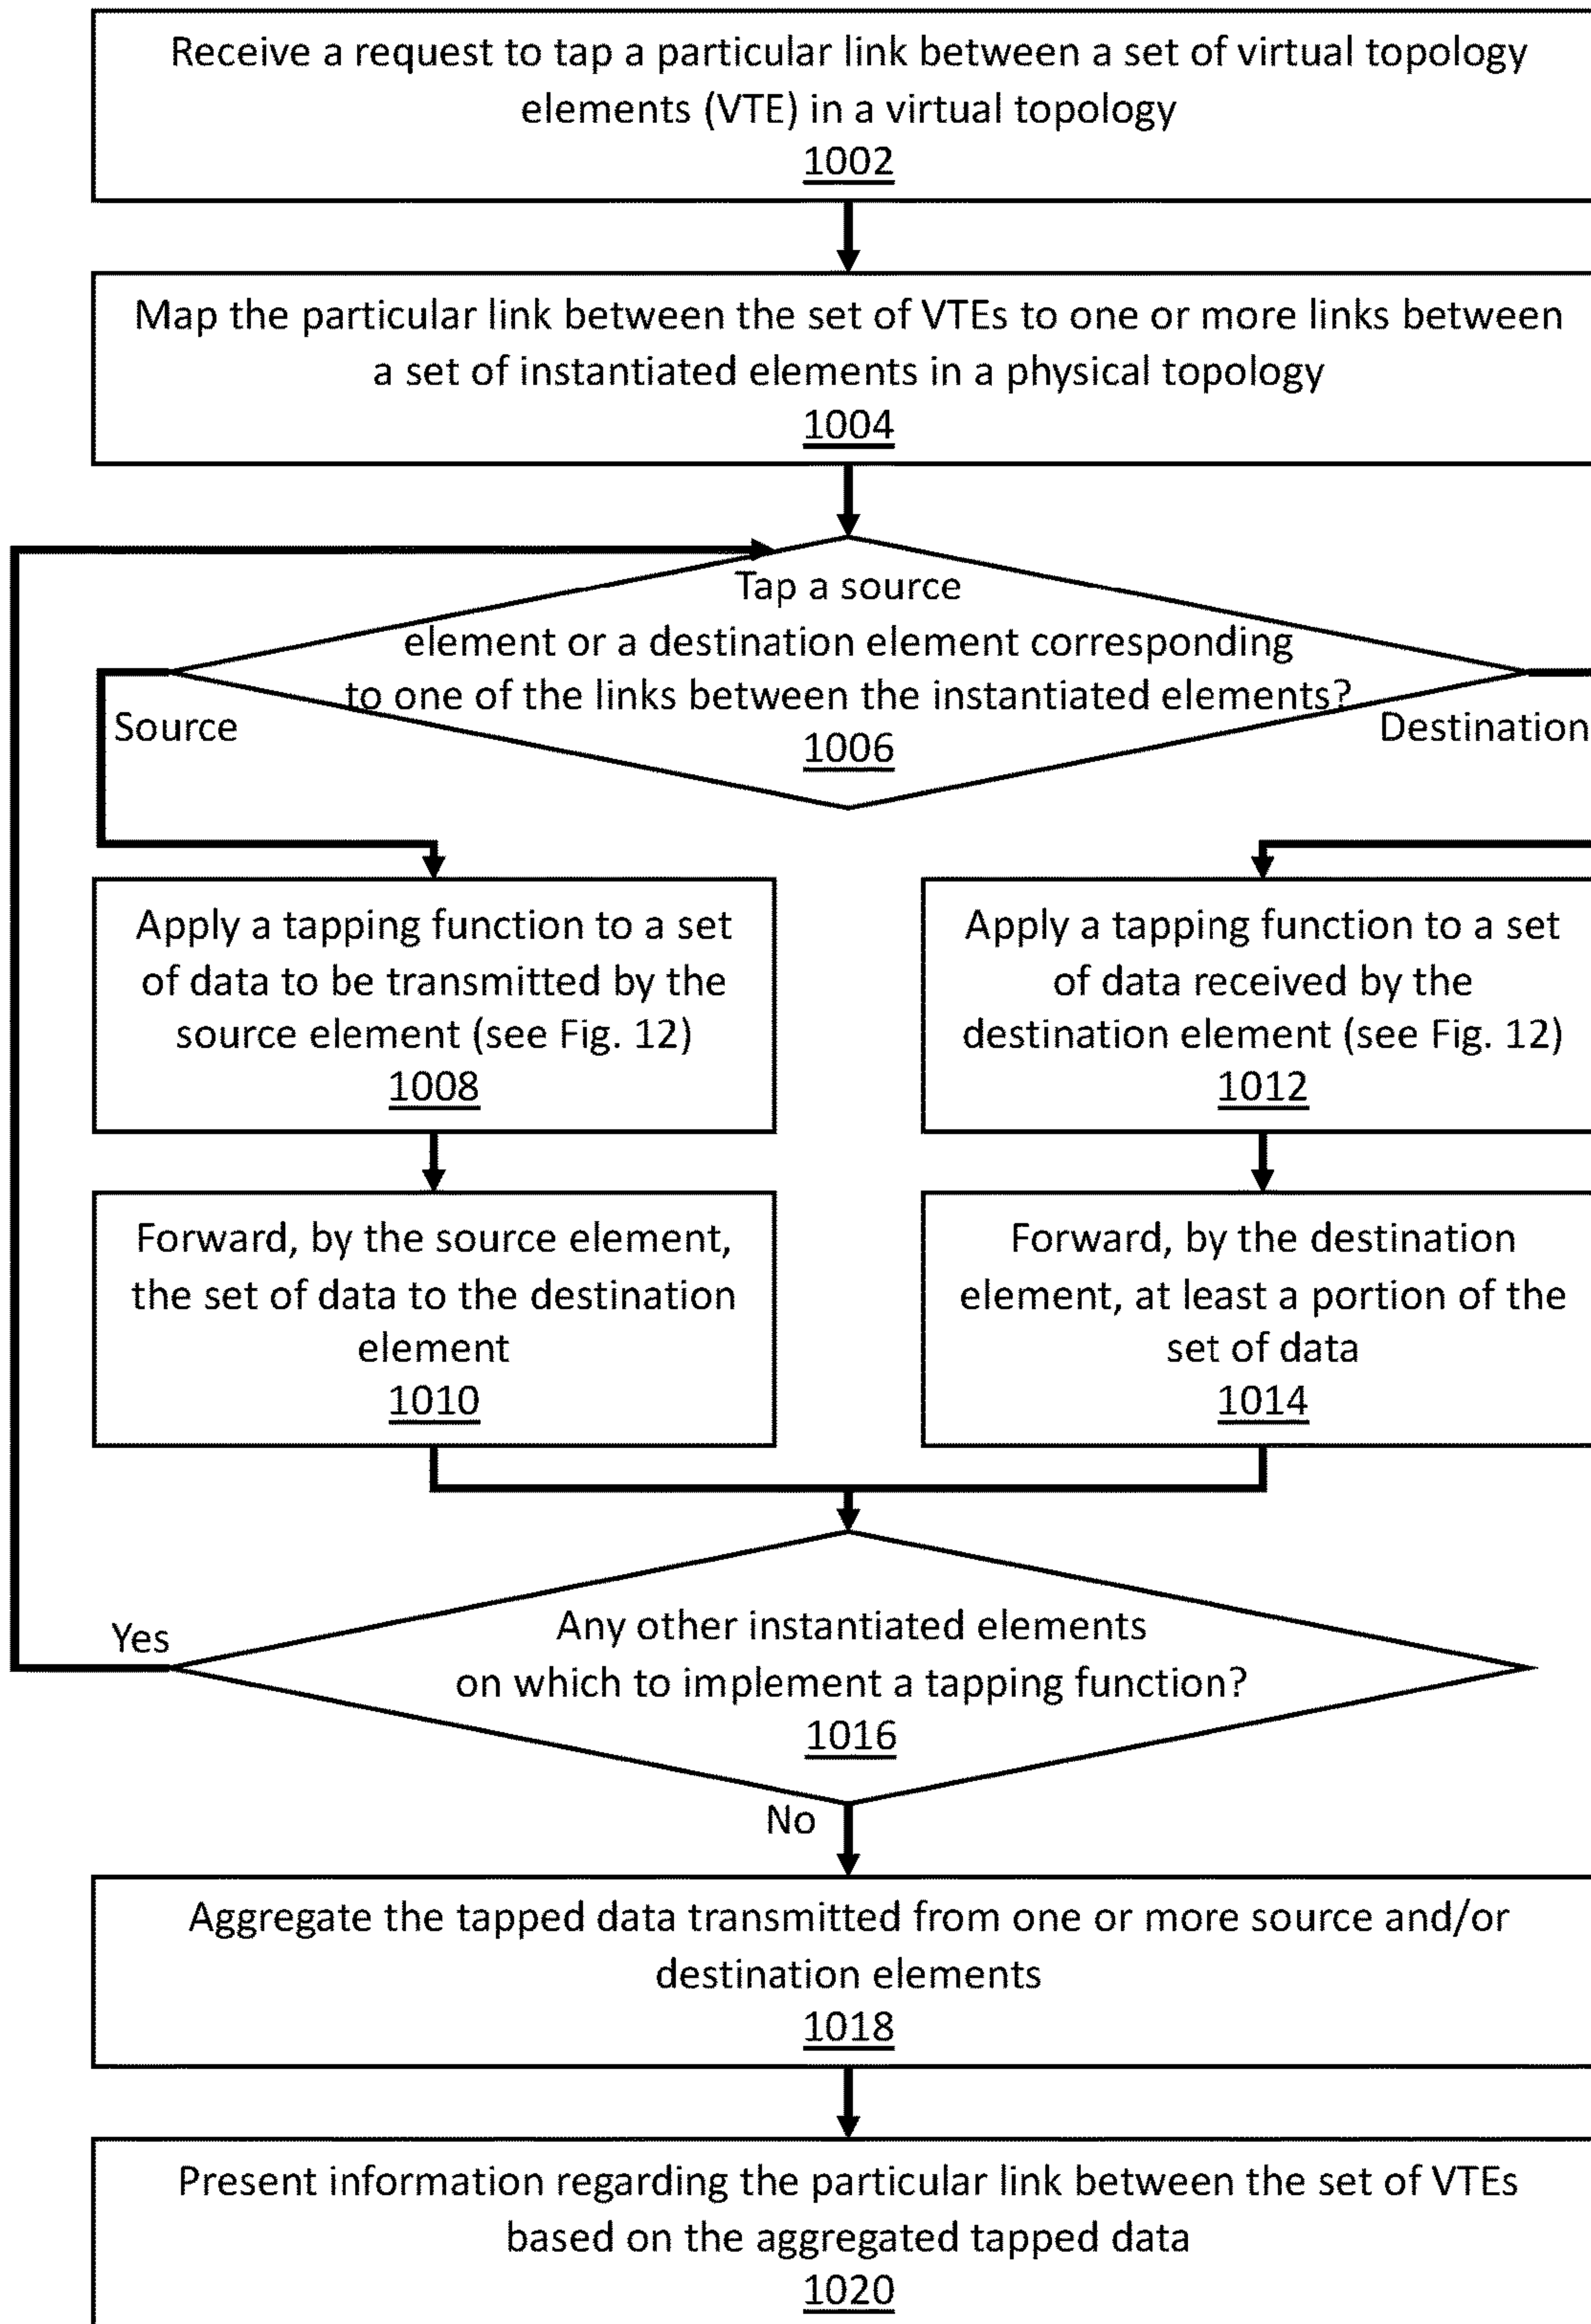 Receive a request to tap a particular link between a set of virtual topology
elements (VTE) in a virtual topology
1002
Map the particular link between the set of VTEs to one or more links between
a set of instantiated elements in a physical topology
1004
Tap a source
element or a destination element corresponding
to one of the links between the instantiated elements?
1006
Source
Destination
Apply a tapping function to a set
of data to be transmitted by the
source element (see Fig. 12)
1008
Apply a tapping function to a set
of data received by the
destination element (see Fig. 12)
1012
Forward, by the source element,
the set of data to the destination
element
1010
Forward, by the destination
element, at least a portion of the
set of data
1014
Yes
Any other instantiated elements
on which to implement a tapping function?
1016
No
Aggregate the tapped data transmitted from one or more source and/or
destination elements
1018
Present information regarding the particular link between the set of VTEs
based on the aggregated tapped data
1020